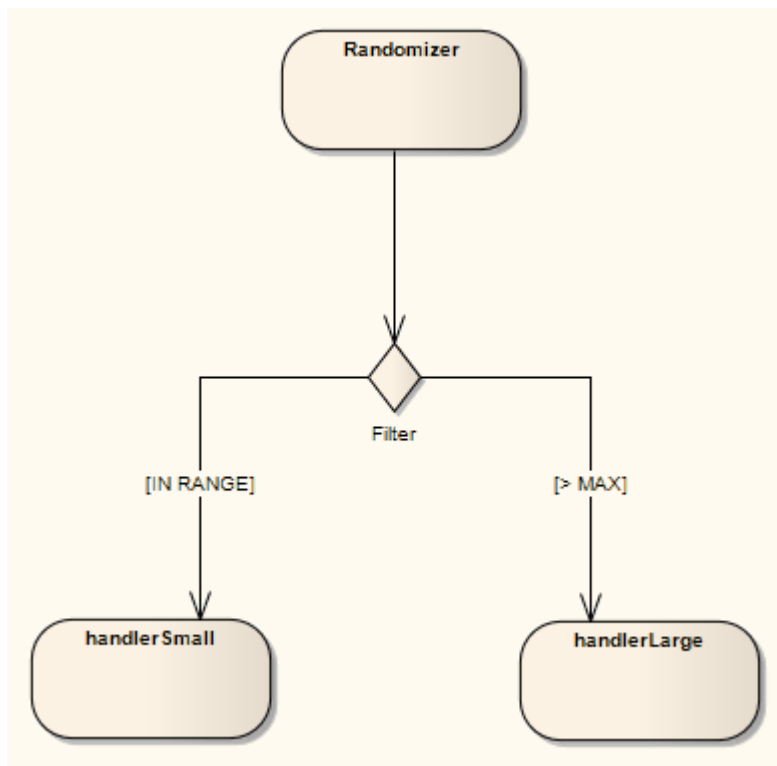 Randomizer
Filter
[IN RANGE]
[> MAX]
handlerSmall
handlerLarge